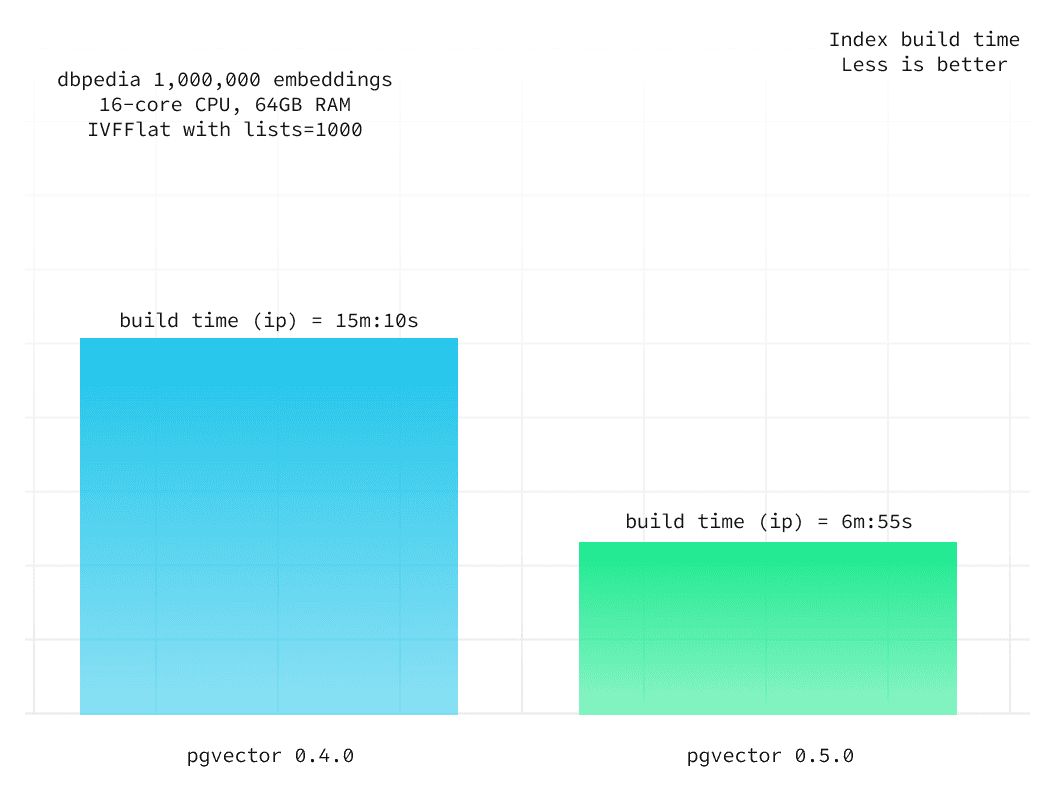 Index build time
Less is better
dbpedia 1,000,000 embeddings
16-core CPU, 64GB RAM
IVFFlat with lists=1000
build time (ip) = 15m:10s
build time (ip) = 6m:55s
pgvector 0.4.0
pgvector 0.5.0